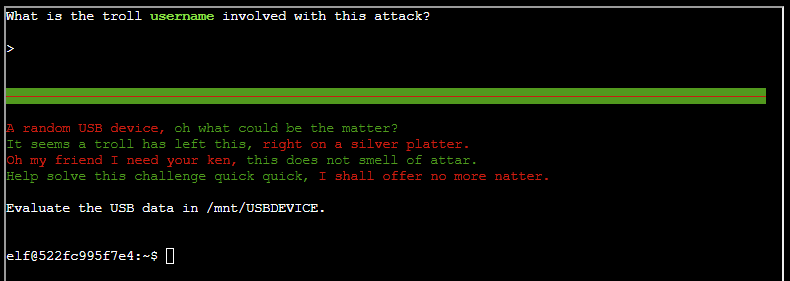 What is the troll username involved with this attack?
>
A random USB device, oh what could be the matter?
It seems a troll has left this, right on a silver platter.
Oh my friend I need your ken, this does not smell of attar.
Help solve this challenge quick quick, I shall offer no more natter.
Evaluate the USB data in /mnt/USBDEVICE.
elf@522fc995f7e4:~$